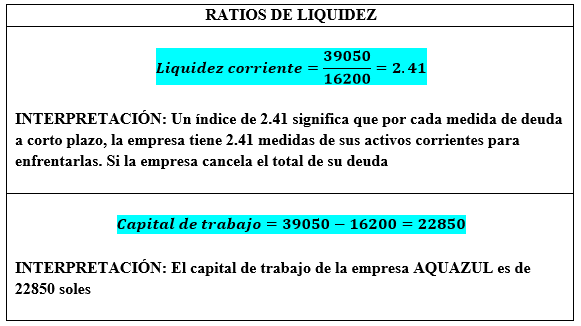 RATIOS DE LIQUIDEZ
Liquidez corriente = 39050/16200 = 2.41
INTERPRETACIÓN: Un índice de 2.41 significa que por cada medida de deuda
a corto plazo, la empresa tiene 2.41 medidas de sus activos corrientes para
enfrentarlas. Si la empresa cancela el total de su deuda
Capital de trabajo = 39050 − 16200 = 22850
INTERPRETACIÓN: El capital de trabajo de la empresa AQUAZUL es de
22850 soles